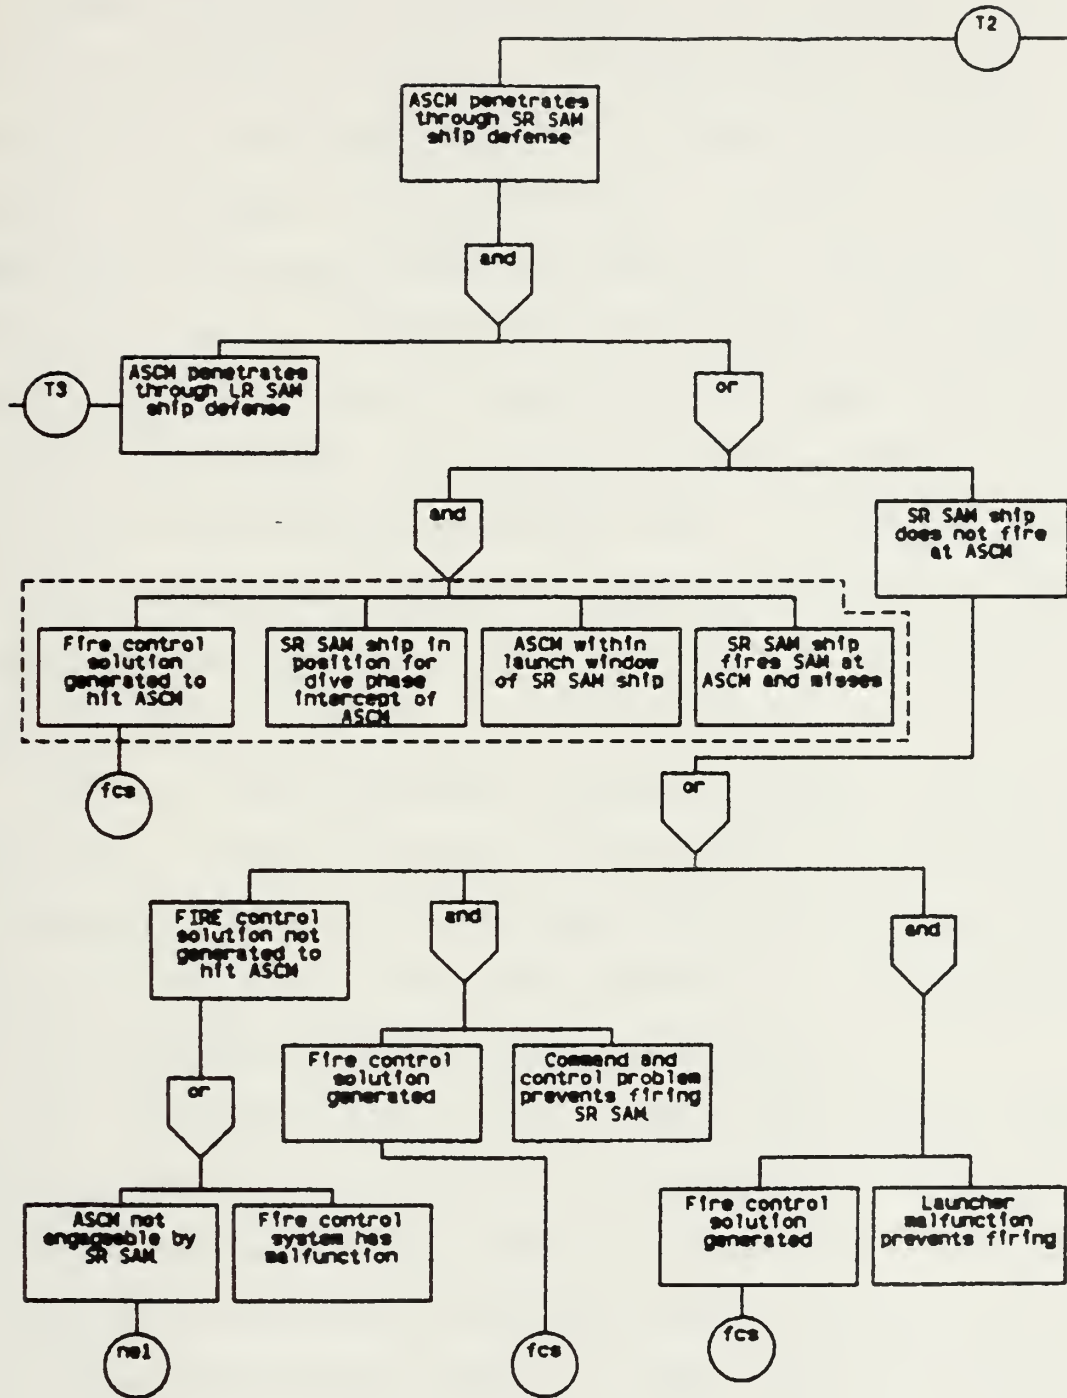 T2
ASCM penetrates
through SR SAM
ship defense
and
T3
ASCM penetrates
through LR SAM
ship defense
or
and
SR SAM ship
does not fire
at ASCM
Fire control
solution
generated to
hit ASCM
SR SAM ship in
position for
dive phase
intercept of
ASCM
ASCM within
launch window
of SR SAM ship
SR SAM ship
fires SAM at
ASCM and misses
fcs
or
FIRE control
solution not
generated to
hit ASCM
and
and
or
Fire control
solution
generated
Command and
control problem
prevents firing
SR SAM
ASCM not
engageable by
SR SAM
Fire control
system has
malfunction
Fire control
solution
generated
Launcher
malfunction
prevents firing
ne1
fcs
fcs